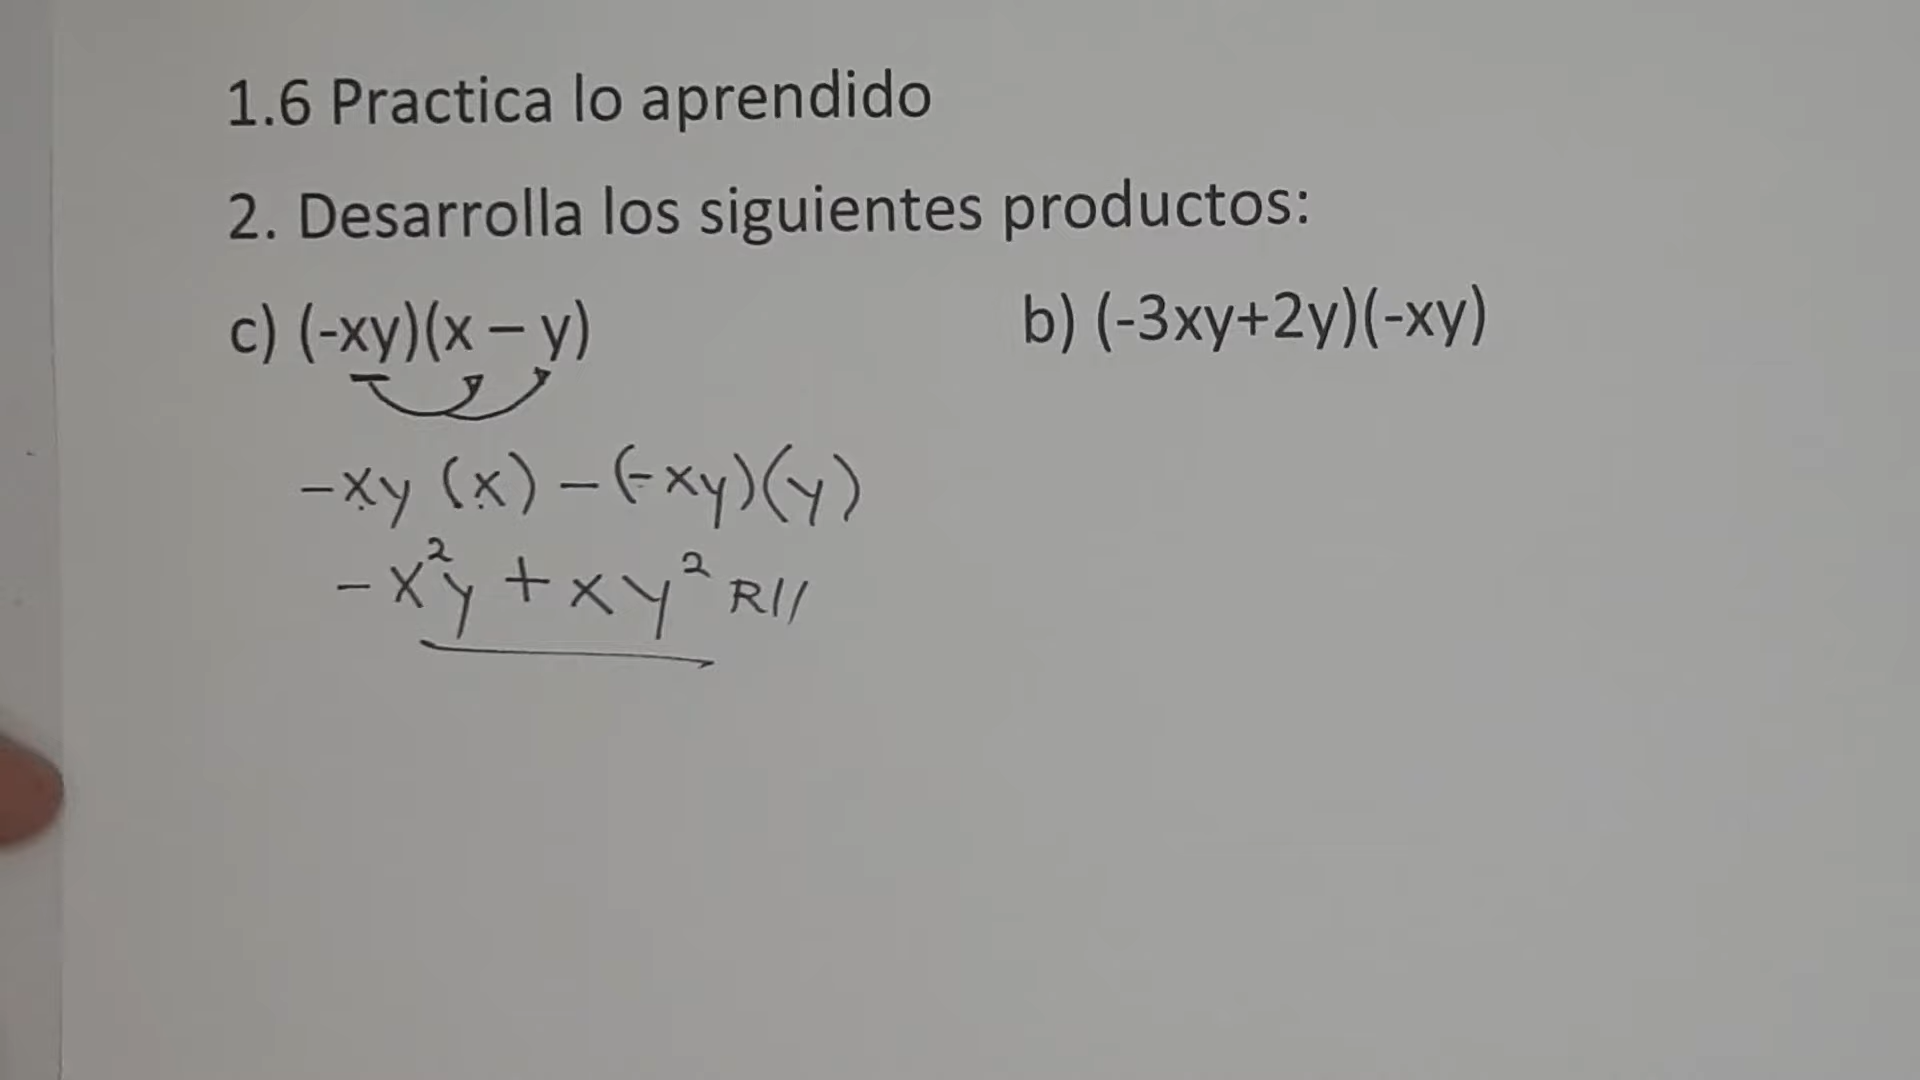 1.6 Practica lo aprendido
2. Desarrolla los siguientes productos:
c) (-xy)(x – y)
-xy (x) - (-xy)(y)
- x²y + xy² R//
b) (-3xy+2y)(-xy)